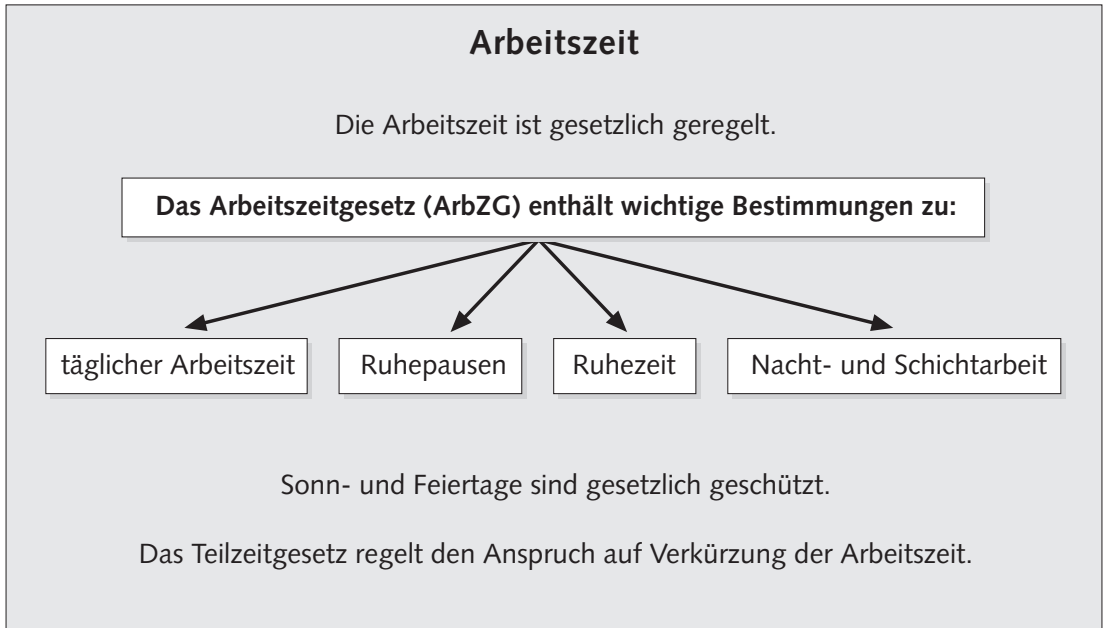 Arbeitszeit
Die Arbeitszeit ist gesetzlich geregelt.
Das Arbeitszeitgesetz (ArbZG) enthält wichtige Bestimmungen zu:
täglicher Arbeitszeit
Ruhepausen
Ruhezeit
Nacht- und Schichtarbeit
Sonn- und Feiertage sind gesetzlich geschützt.
Das Teilzeitgesetz regelt den Anspruch auf Verkürzung der Arbeitszeit.